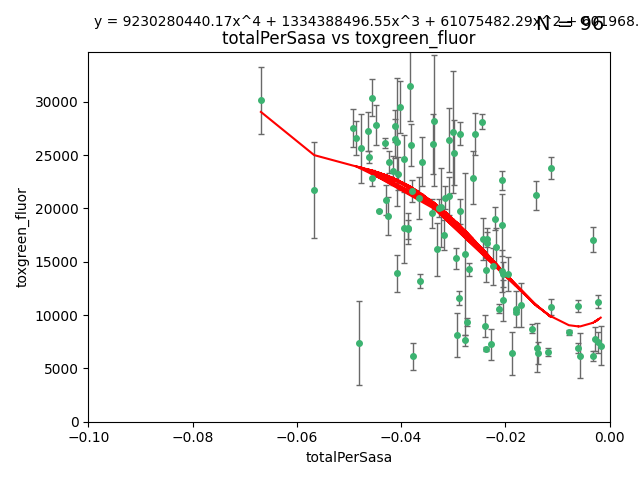 y = 9230280440.17x^4 + 1334388496.55x^3 + 61075482.29x^2 +
N = 96
totalPerSasa vs toxgreen_fluor
toxgreen_fluor
30000
25000
20000
15000
10000
5000
0
−0.10 −0.08 −0.06 −0.04 −0.02 0.00
totalPerSasa